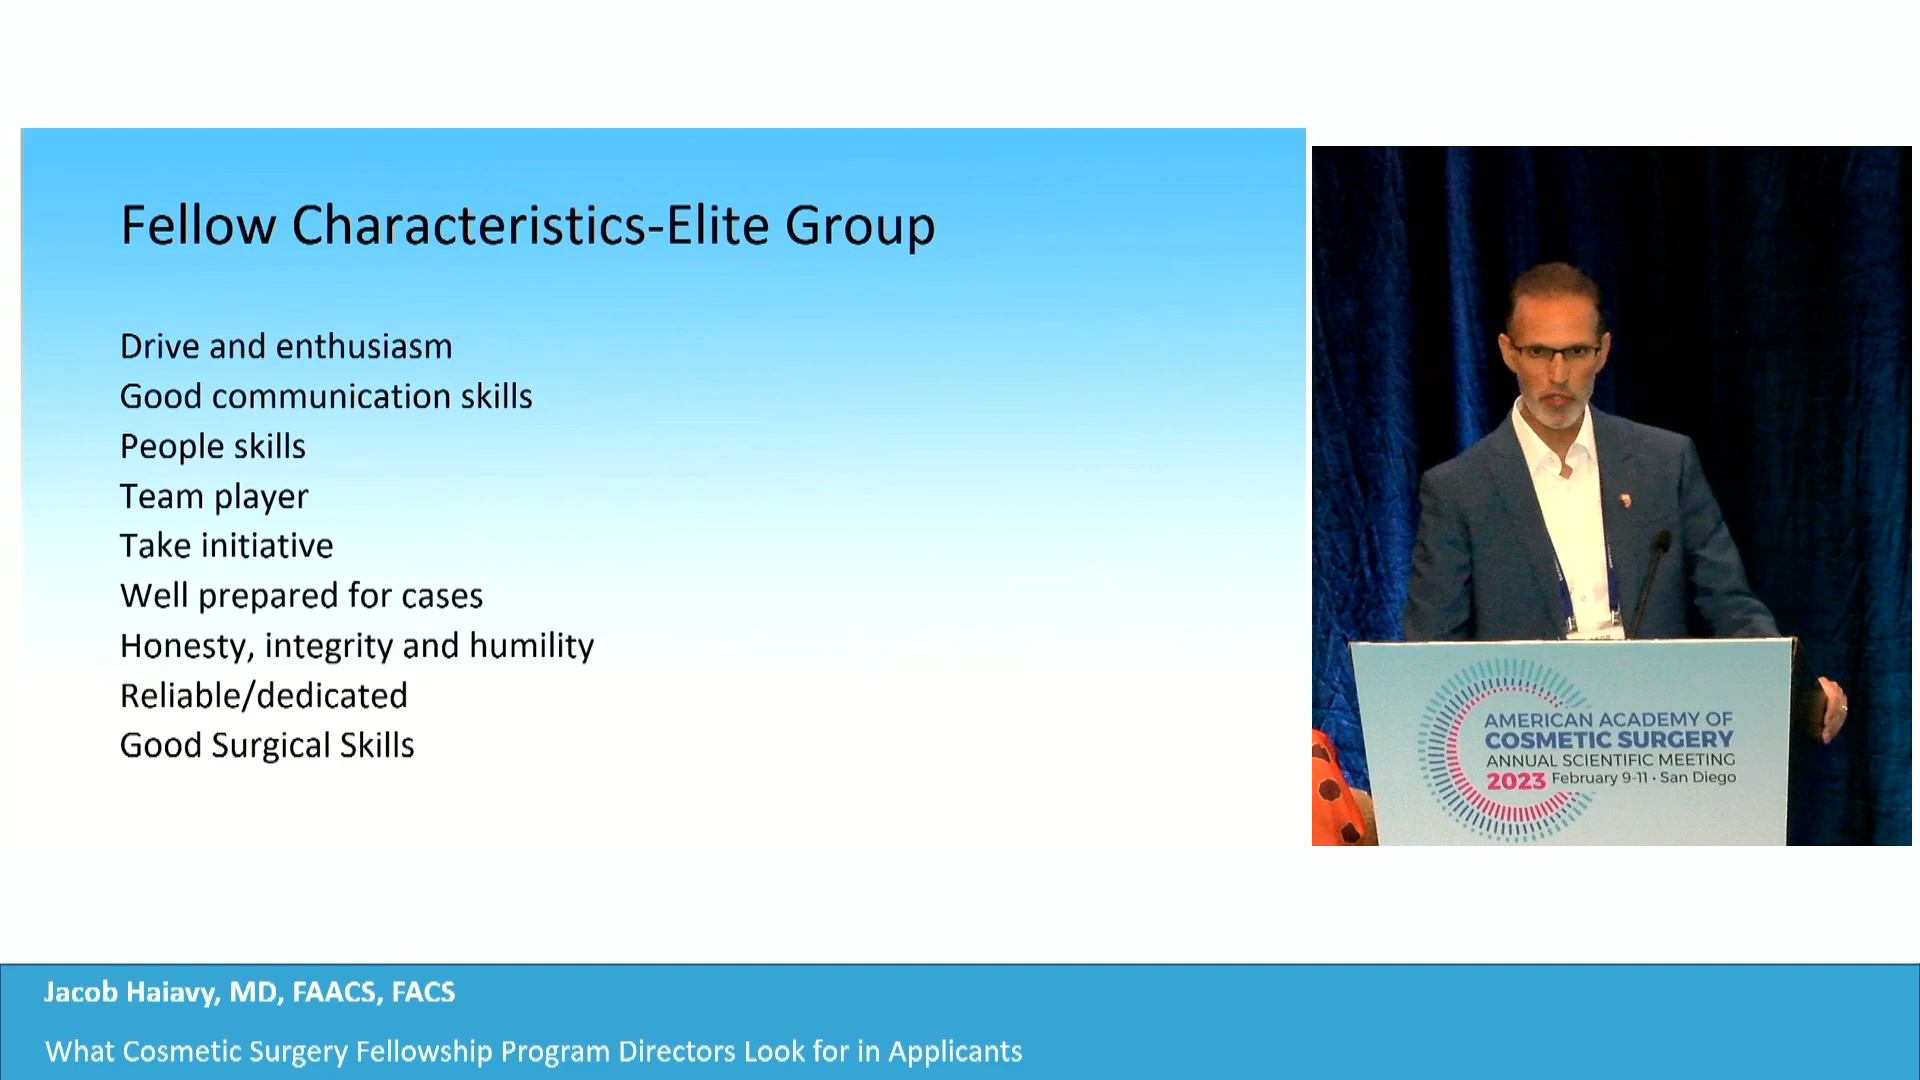 Fellow Characteristics-Elite Group
Drive and enthusiasm
Good communication skills
People skills
Team player
Take initiative
Well prepared for cases
Honesty, integrity and humility
Reliable/dedicated
Good Surgical Skills
AMERICAN ACADEMY OF
COSMETIC SURGERY
ANNUAL SCIENTIFIC MEETING
2023 February 9-11 • San Diego
Jacob Haiavy, MD, FAACS, FACS
What Cosmetic Surgery Fellowship Program Directors Look for in Applicants